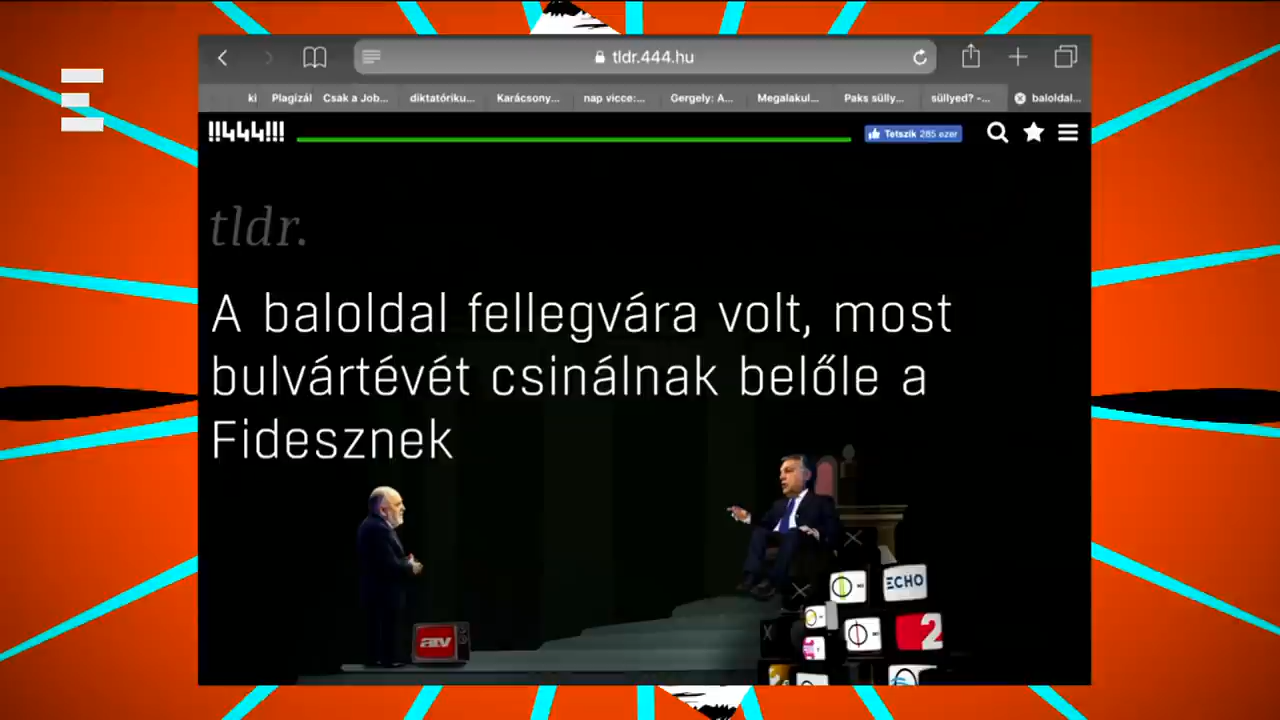 tldr.444.hu
ki
Plagizál
Csak a Job...
diktatóriku...
Karácsony...
nap vicce:...
Gergely: A...
Megalakul...
Paks sülly...
süllyed? -...
baloldal...
!!444!!!
Tetszik 285 ezer
tldr.
A baloldal fellegvára volt, most
bulvártévét csinálnak belőle a
Fidesznek
ECHO
2
atv